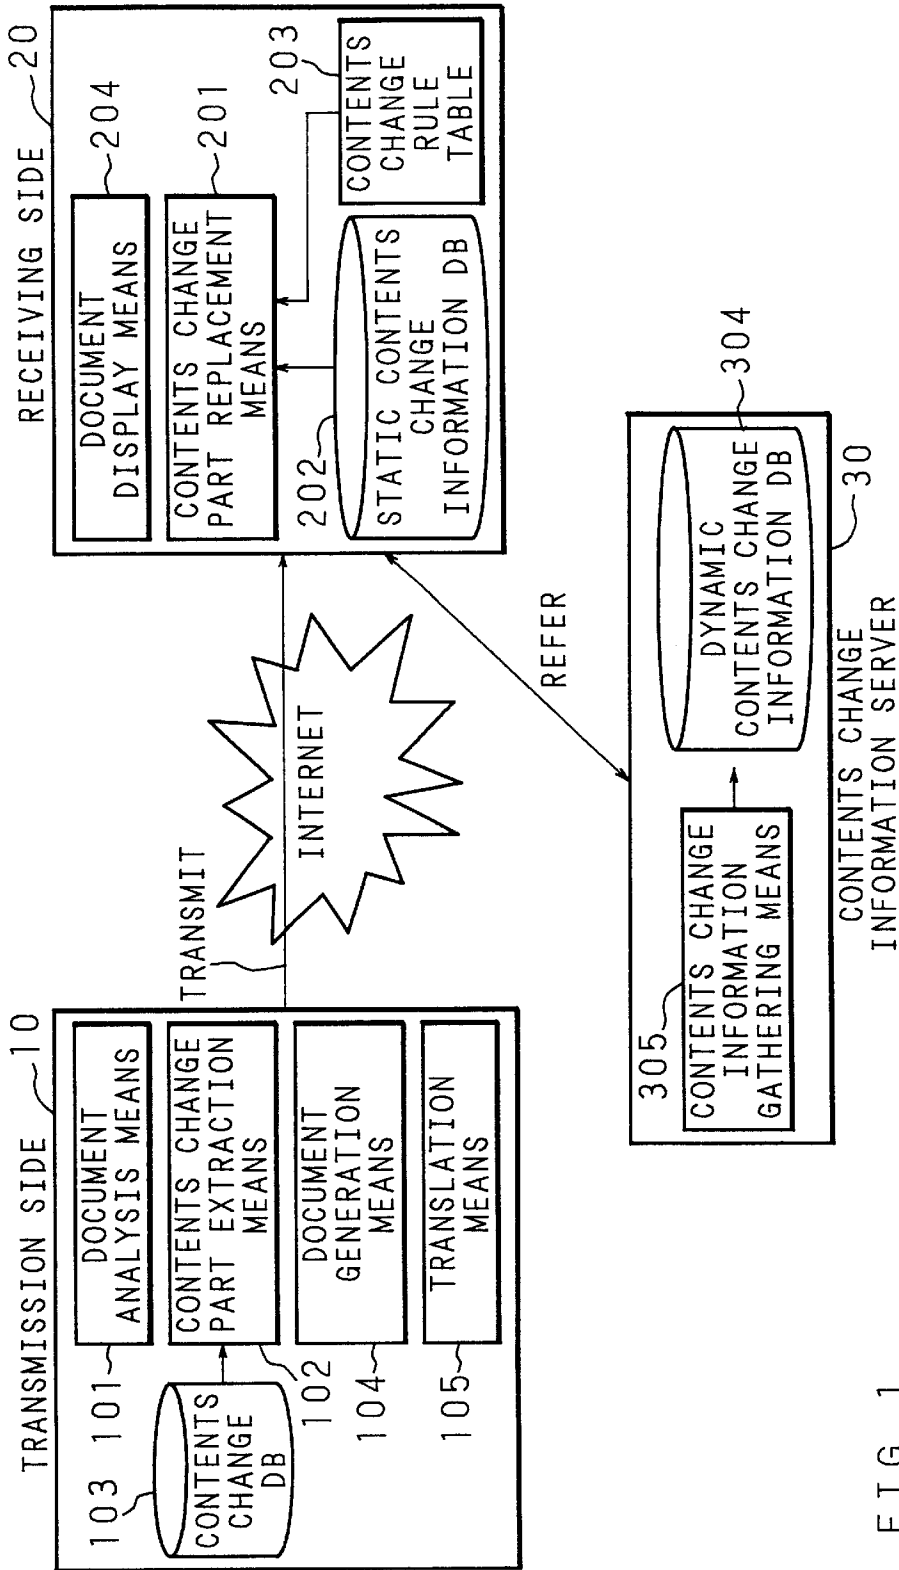 TRANSMISSION SIDE
10
103
CONTENTS
CHANGE
DB
101
DOCUMENT
ANALYSIS MEANS
CONTENTS CHANGE
PART EXTRACTION
MEANS
102
DOCUMENT
GENERATION
MEANS
104
TRANSLATION
MEANS
105
TRANSMIT
INTERNET
RECEIVING SIDE
20
DOCUMENT
DISPLAY MEANS
204
CONTENTS CHANGE
PART REPLACEMENT
MEANS
201
202
STATIC CONTENTS
CHANGE
INFORMATION DB
203
CONTENTS
CHANGE
RULE
TABLE
REFER
305
CONTENTS CHANGE
INFORMATION
GATHERING MEANS
DYNAMIC
CONTENTS CHANGE
INFORMATION DB
304
30
CONTENTS CHANGE
INFORMATION SERVER
FIG. 1